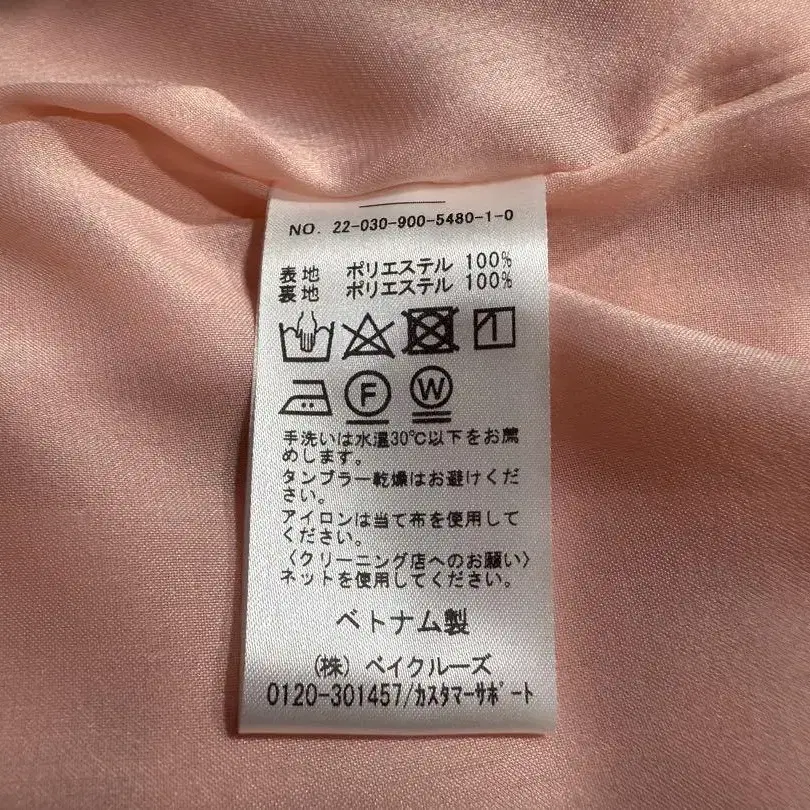 NO. 22-030-900-5480-1-0
表地 ポリエステル 100%
裏地 ポリエステル 100%
F W
手洗いは水温30℃以下をお薦
めします。
タンブラー乾燥はお避けくだ
さい。
アイロンは当て布を使用して
ください。
〈クリーニング店へのお願い〉
ネットを使用してください。
ベトナム製
(株) ベイクルーズ
0120-301457/カスタマーサポート